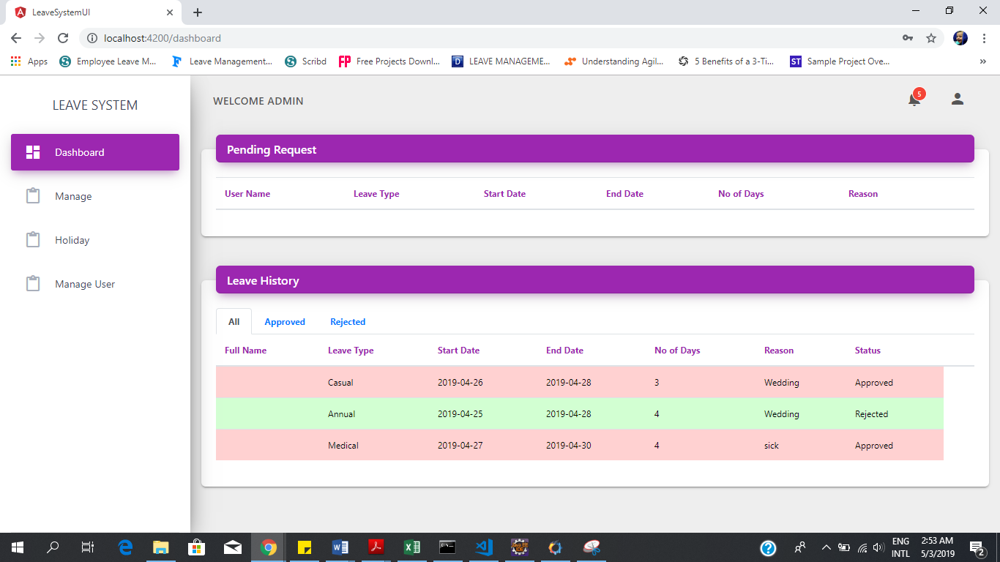 LeaveSystemUI
localhost:4200/dashboard
Apps
Employee Leave M...
Leave Management...
Scribd
Free Projects Downl...
LEAVE MANAGEME...
Understanding Agil...
5 Benefits of a 3-Ti...
Sample Project Ove...
LEAVE SYSTEM
Dashboard
Manage
Holiday
Manage User
WELCOME ADMIN
5
Pending Request
User Name Leave Type Start Date End Date No of Days Reason
Leave History
All Approved Rejected
Full Name Leave Type Start Date End Date No of Days Reason Status
Casual 2019-04-26 2019-04-28 3 Wedding Approved
Annual 2019-04-25 2019-04-28 4 Wedding Rejected
Medical 2019-04-27 2019-04-30 4 sick Approved
ENG
INTL
2:53 AM
5/3/2019
2